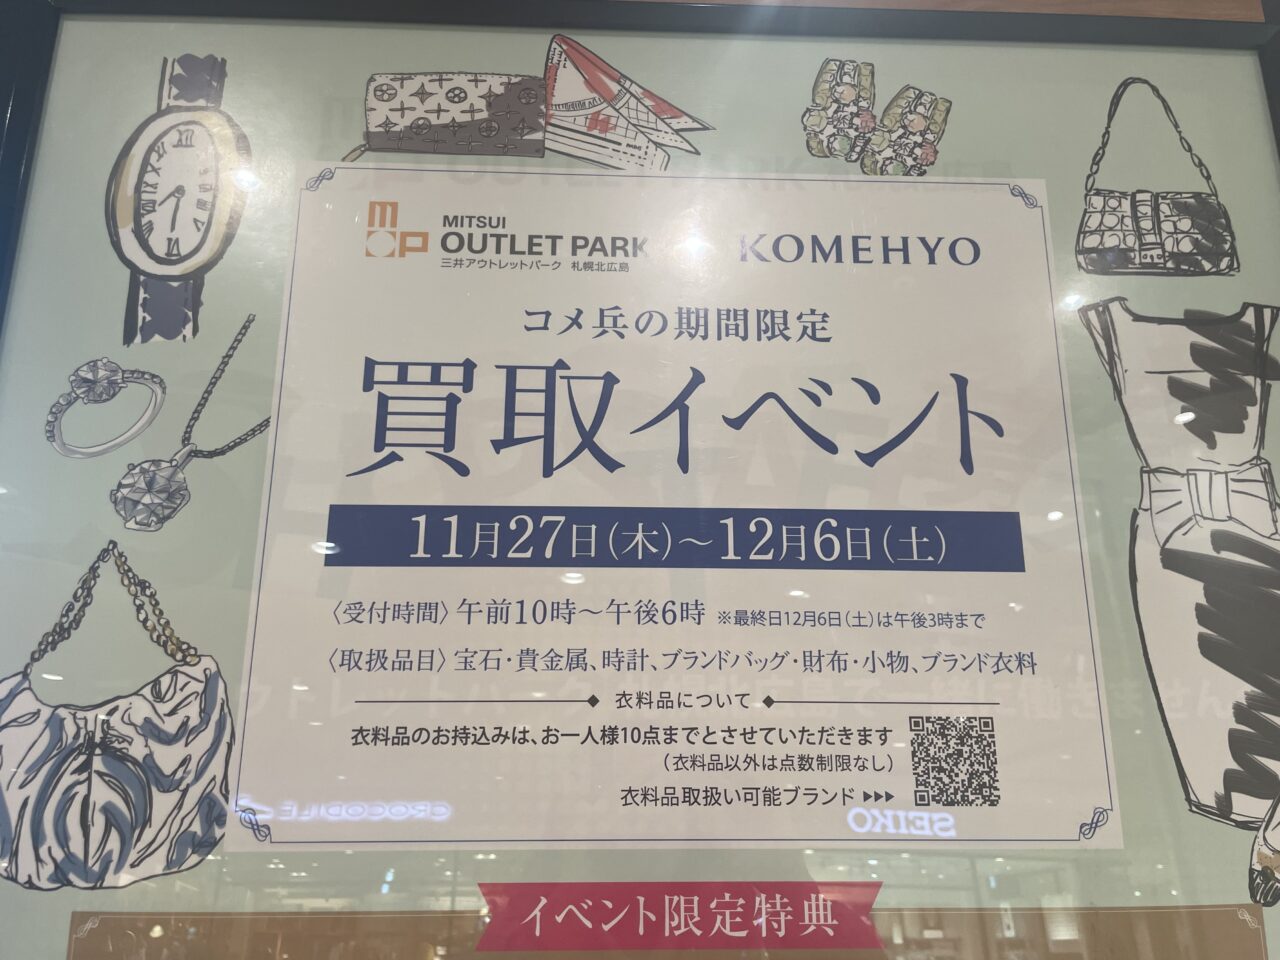 MITSUI
OUTLET PARK
三井アウトレットパーク 札幌北広島
KOMEHYO
コメ兵の期間限定
買取イベント
11月27日(木)~12月6日(土)
〈受付時間〉午前10時~午後6時 ※最終日12月6日(土)は午後3時まで
〈取扱品目〉宝石・貴金属、時計、ブランドバッグ・財布・小物、ブランド衣料
衣料品について
衣料品のお持込みは、お一人様10点までとさせていただきます
(衣料品以外は点数制限なし)
衣料品取扱い可能ブランド
CROCODILE
SEIKO
イベント限定特典